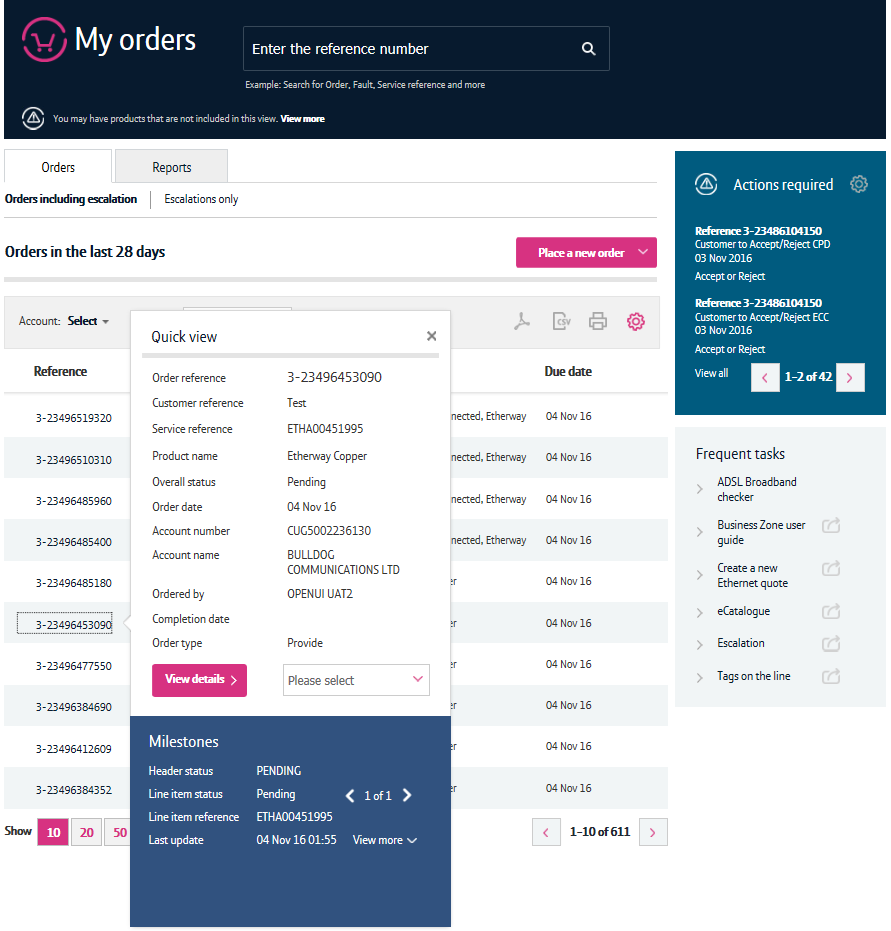 My orders
Enter the reference number
Example: Search for Order, Fault, Service reference and more
You may have products that are not included in this view. View more
Orders Reports
Orders including escalation Escalations only
Orders in the last 28 days
Place a new order
Account: Select
CSV
Reference Due date
3-23496519320 nected, Etherway 04 Nov 16
3-23496510310 nected, Etherway 04 Nov 16
3-23496485960 nected, Etherway 04 Nov 16
3-23496485400 nected, Etherway 04 Nov 16
3-23496485180 er 04 Nov 16
3-23496453090 er 04 Nov 16
3-23496477550 er 04 Nov 16
3-23496384690 er 04 Nov 16
3-23496412609 er 04 Nov 16
3-23496384352 er 04 Nov 16
Show 10 20 50
1-10 of 611
Quick view
Order reference 3-23496453090
Customer reference Test
Service reference ETHA00451995
Product name Etherway Copper
Overall status Pending
Order date 04 Nov 16
Account number CUG5002236130
Account name BULLDOG
COMMUNICATIONS LTD
Ordered by OPENUI UAT2
Completion date
Order type Provide
View details Please select
Milestones
Header status PENDING
Line item status Pending 1 of 1
Line item reference ETHA00451995
Last update 04 Nov 16 01:55 View more
Actions required
Reference 3-23486104150
Customer to Accept/Reject CPD
03 Nov 2016
Accept or Reject
Reference 3-23486104150
Customer to Accept/Reject ECC
03 Nov 2016
Accept or Reject
View all 1-2 of 42
Frequent tasks
ADSL Broadband
checker
Business Zone user
guide
Create a new
Ethernet quote
eCatalogue
Escalation
Tags on the line